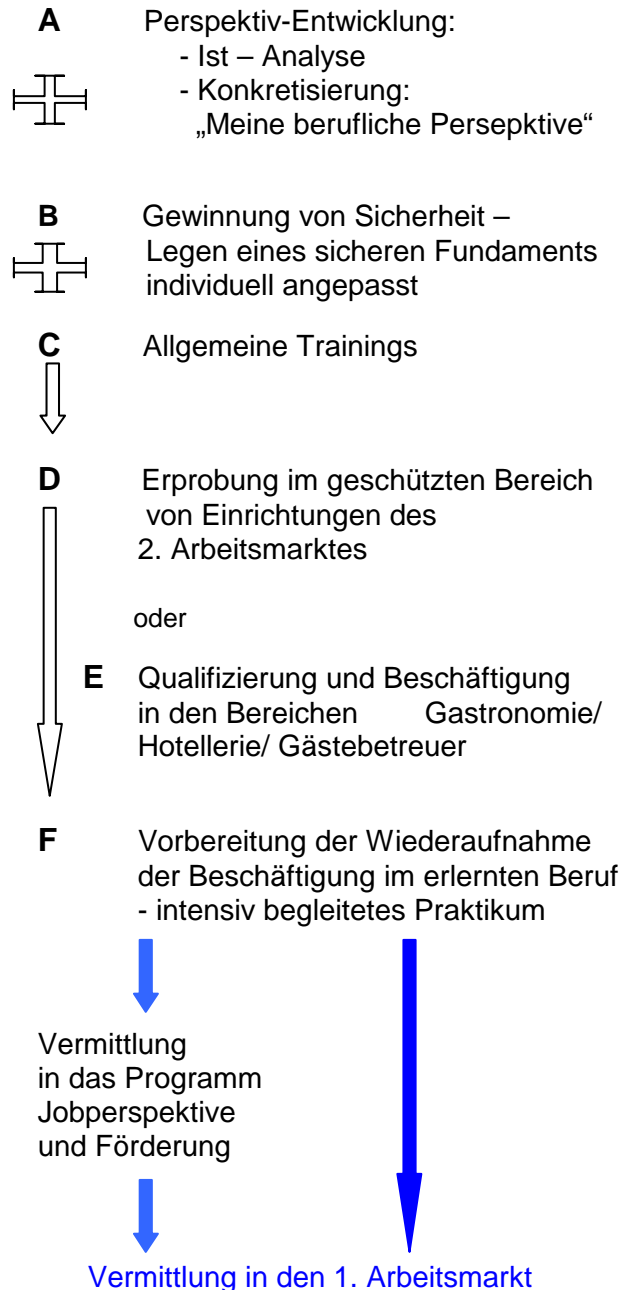 A Perspektiv-Entwicklung:
- Ist – Analyse
- Konkretisierung:
„Meine berufliche Persepktive“
B Gewinnung von Sicherheit –
Legen eines sicheren Fundaments
individuell angepasst
C Allgemeine Trainings
D Erprobung im geschützten Bereich
von Einrichtungen des
2. Arbeitsmarktes
oder
E Qualifizierung und Beschäftigung
in den Bereichen Gastronomie/
Hotellerie/ Gästebetreuer
F Vorbereitung der Wiederaufnahme
der Beschäftigung im erlernten Beruf
- intensiv begleitetes Praktikum
Vermittlung
in das Programm
Jobperspektive
und Förderung
Vermittlung in den 1. Arbeitsmarkt